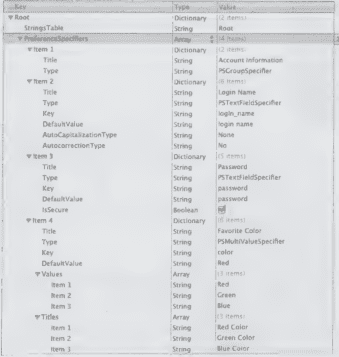 Key Type Value
Root Dictionary (2 items)
StringsTable String Root
PreferenceSpecifiers Array (4 items)
Item 1 Dictionary (2 items)
Title String Account Information
Type String PSGroupSpecifier
Item 2 Dictionary (6 items)
Title String Login Name
Type String PSTextFieldSpecifier
Key String login_name
DefaultValue String login name
AutoCapitalizationType String None
AutocorrectionType String No
Item 3 Dictionary (5 items)
Title String Password
Type String PSTextFieldSpecifier
Key String password
DefaultValue String password
IsSecure Boolean
Item 4 Dictionary (6 items)
Title String Favorite Color
Type String PSMultiValueSpecifier
Key String color
DefaultValue String Red
Values Array (3 items)
Item 1 String Red
Item 2 String Green
Item 3 String Blue
Titles Array (3 items)
Item 1 String Red Color
Item 2 String Green Color
Item 3 String Blue Color